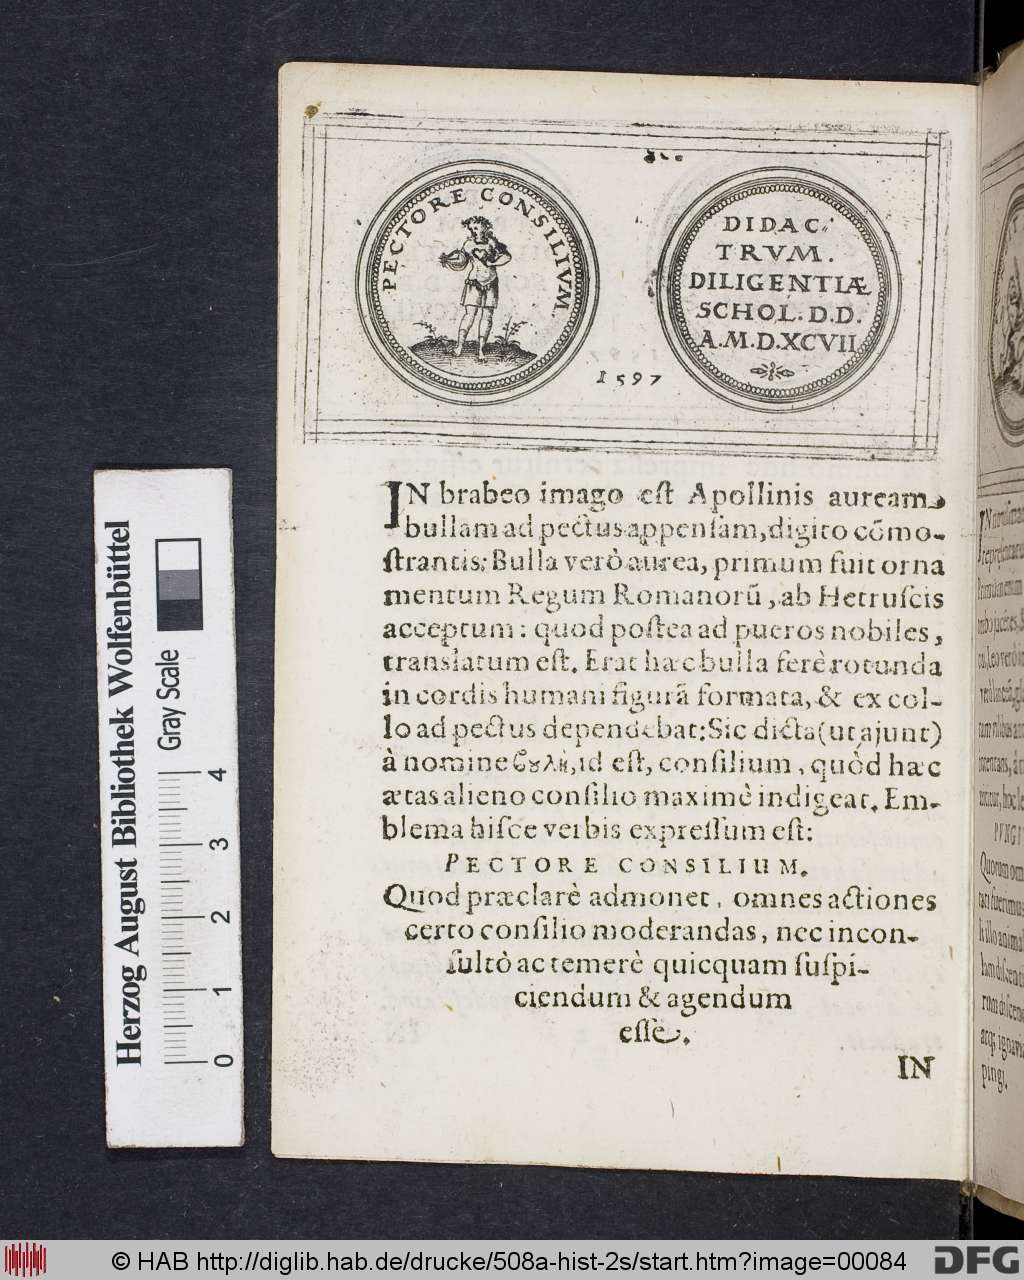 PECTORE CONSILIVM.
DIDAC:
TRVM.
DILIGENTIÆ
SCHOL. D. D.
A. M. D. XCVII
1597
IN brabeo imago est Apollinis auream
bullam ad pectus appensam, digito cõmo-
strantis: Bulla verò aurea, primum fuit orna
mentum Regum Romanorũ, ab Hetruſcis
acceptum: quod poſtea ad pueros nobiles,
translatum eſt. Erat hæc bulla ferè rotunda
in cordis humani figurã formata, & ex col-
lo ad pectus dependebat: Sic dicta (ut ajunt)
à nomine βουλὴ, id eſt, conſilium, quòd hæc
ætas alieno conſilio maximè indigeat. Em-
blema hiſce verbis expreſſum eſt:
PECTORE CONSILIUM.
Quod præclarè admonet, omnes actiones
certo conſilio moderandas, nec incon-
ſultò ac temerè quicquam ſuſpi-
ciendum & agendum
eſſe.
IN
Herzog August Bibliothek Wolfenbüttel
Gray Scale
0 1 2 3 4
© HAB http://diglib.hab.de/drucke/508a-hist-2s/start.htm?image=00084
DFG